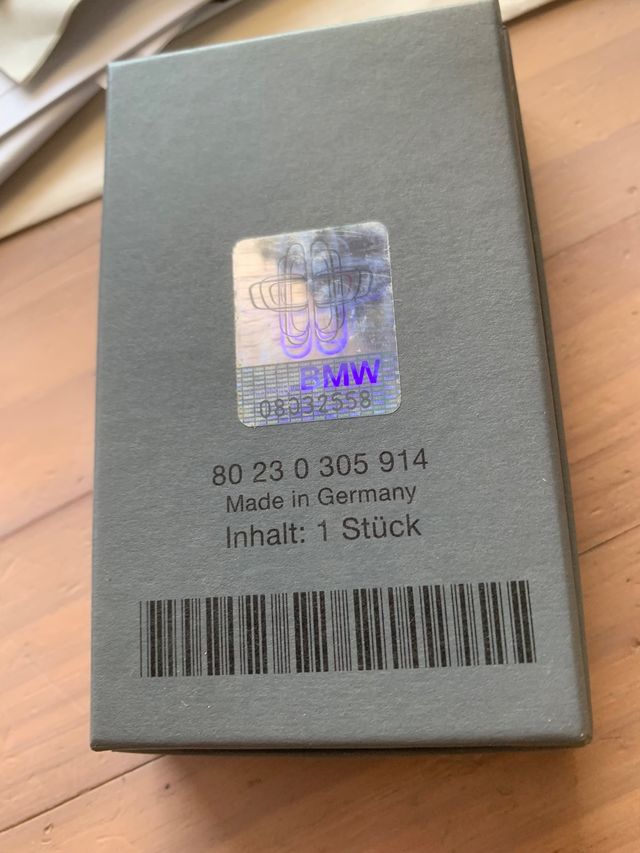 BMW
08032558
80 23 0 305 914
Made in Germany
Inhalt: 1 Stück